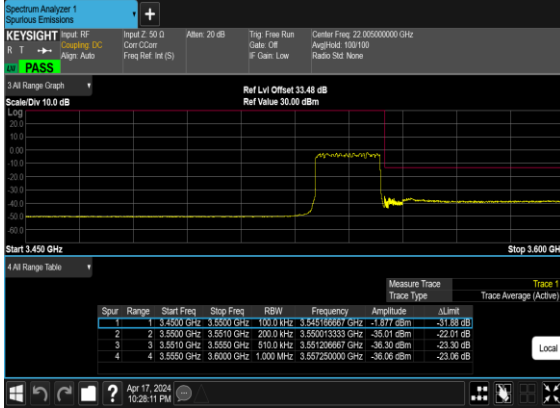 Spectrum Analyzer 1
Spurious Emissions
+
KEYSIGHT Input: RF Input Z: 50 Ω Atten: 20 dB Trig: Free Run Center Freq: 22.005000000 GHz
R T Coupling: DC Corr CCorr Gate: Off Avg|Hold: 100/100
Align: Auto Freq Ref: Int (S) IF Gain: Low Radio Std: None
PASS
3 All Range Graph
Ref Lvl Offset 33.48 dB
Scale/Div 10.0 dB Ref Value 30.00 dBm
Log
20.0
10.0
0.00
-10.0
-20.0
-30.0
-40.0
-50.0
-60.0
Start 3.450 GHz Stop 3.600 GH
4 All Range Table
Measure Trace Trace 1
Trace Type Trace Average (Active)
Spur Range Start Freq Stop Freq RBW Frequency Amplitude ΔLimit
1 1 3.4500 GHz 3.5500 GHz 100.0 kHz 3.545166667 GHz -1.877 dBm -31.88 dB
2 2 3.5500 GHz 3.5510 GHz 200.0 kHz 3.550013333 GHz -35.01 dBm -22.01 dB
3 3 3.5510 GHz 3.5550 GHz 510.0 kHz 3.551206667 GHz -36.30 dBm -23.30 dB
4 4 3.5550 GHz 3.6000 GHz 1.000 MHz 3.557250000 GHz -36.06 dBm -23.06 dB
Local
? Apr 17, 2024
10:28:11 PM